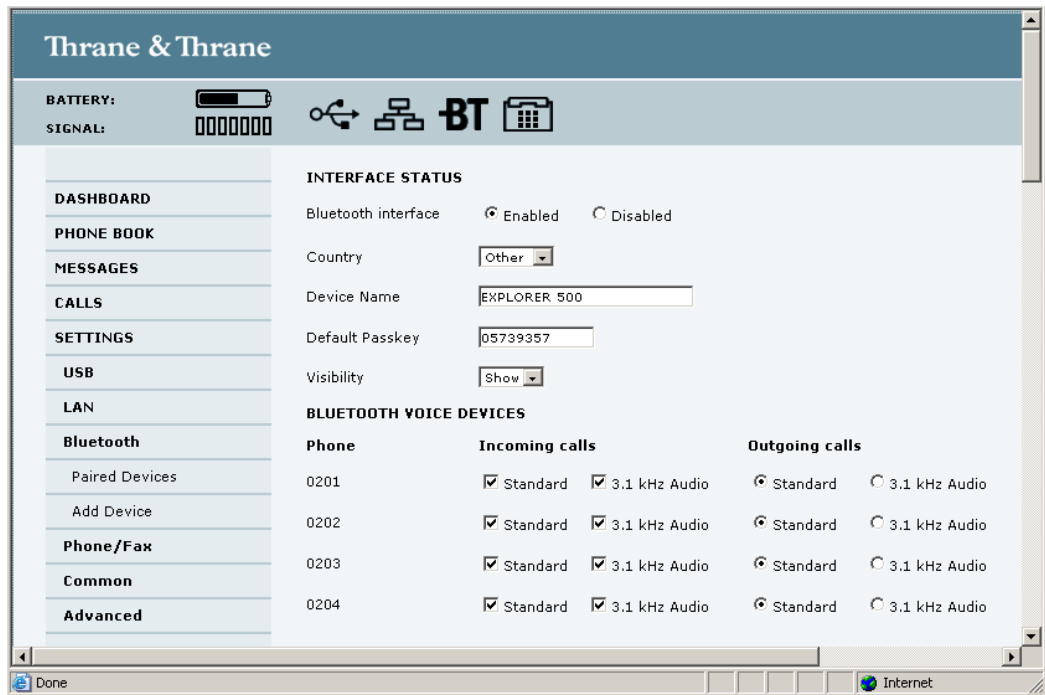 Thrane & Thrane
BATTERY:
SIGNAL:
BT
DASHBOARD
PHONE BOOK
MESSAGES
CALLS
SETTINGS
USB
LAN
Bluetooth
Paired Devices
Add Device
Phone/Fax
Common
Advanced
INTERFACE STATUS
Bluetooth interface Enabled Disabled
Country Other
Device Name EXPLORER 500
Default Passkey 05739357
Visibility Show
BLUETOOTH VOICE DEVICES
Phone Incoming calls Outgoing calls
0201 Standard 3.1 kHz Audio Standard 3.1 kHz Audio
0202 Standard 3.1 kHz Audio Standard 3.1 kHz Audio
0203 Standard 3.1 kHz Audio Standard 3.1 kHz Audio
0204 Standard 3.1 kHz Audio Standard 3.1 kHz Audio
Done Internet